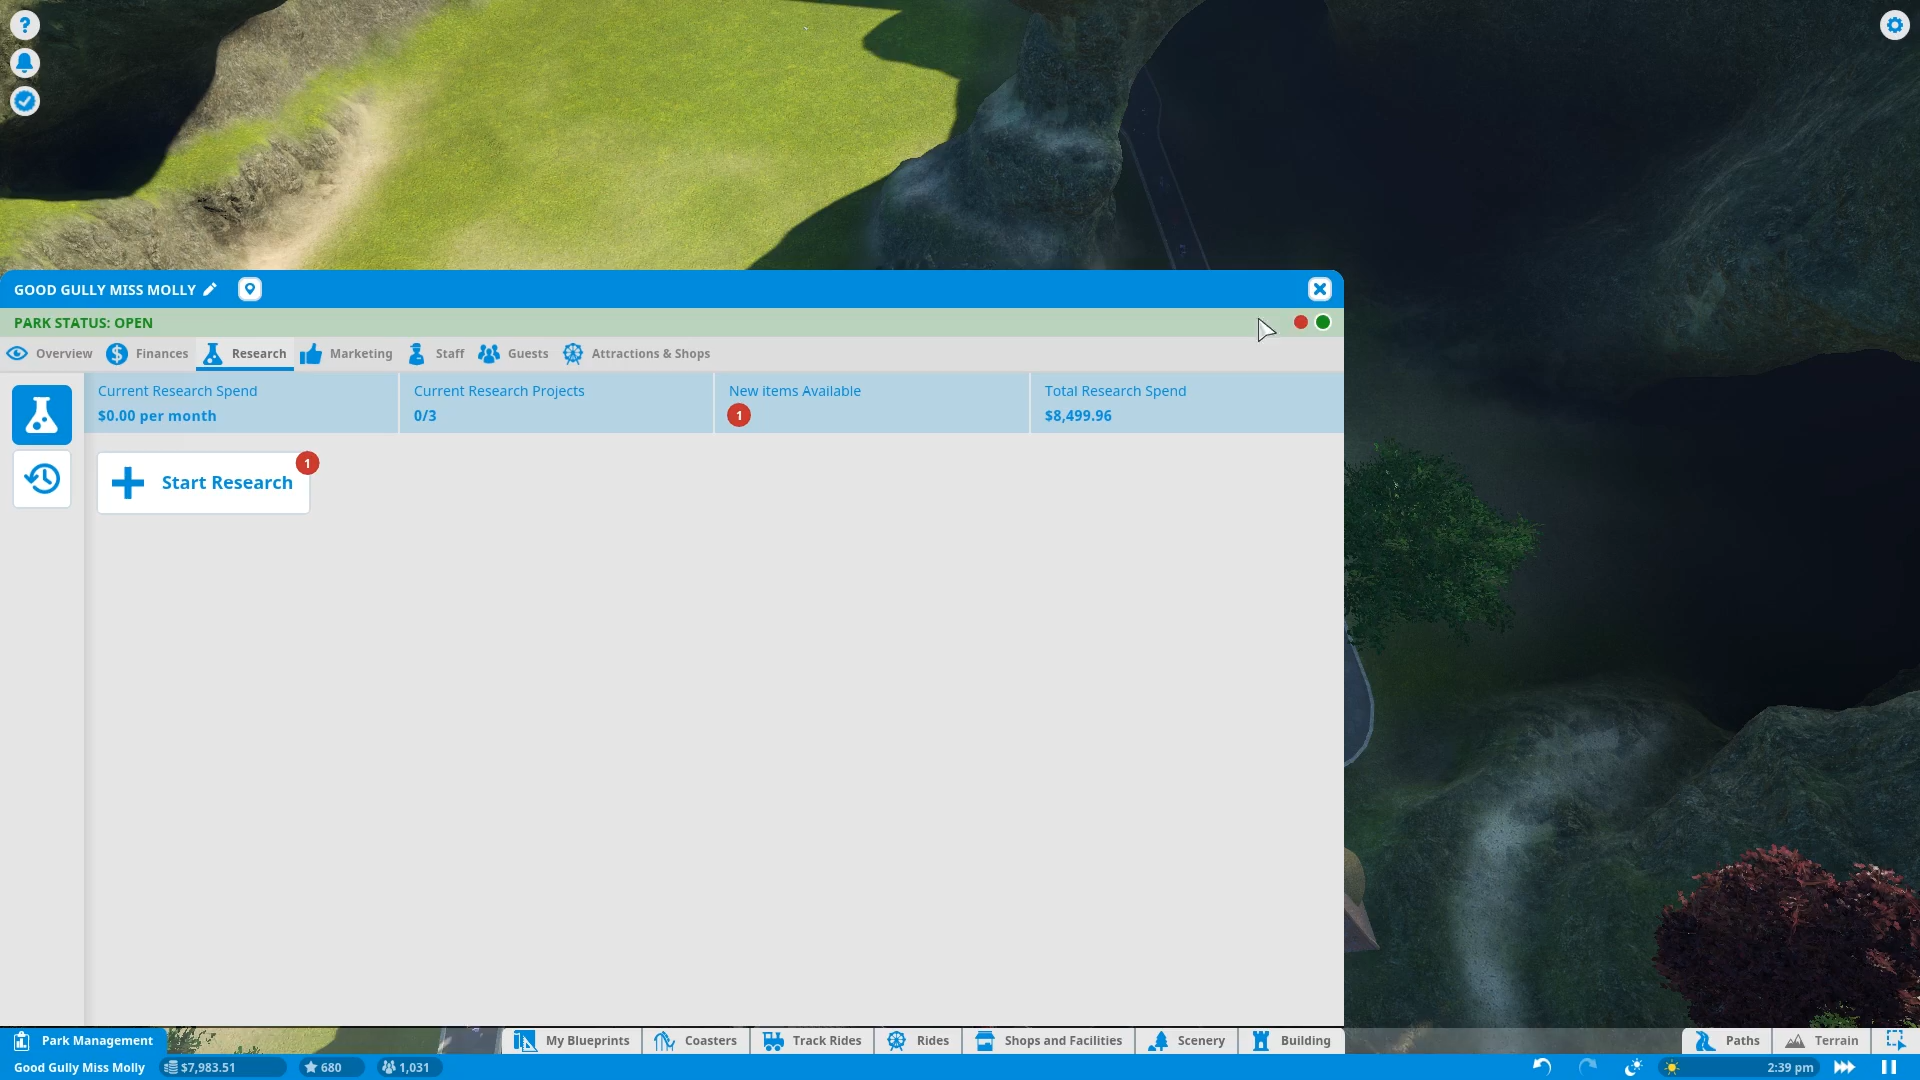 ?
GOOD GULLY MISS MOLLY
PARK STATUS: OPEN
Overview
Finances
Research
Marketing
Staff
Guests
Attractions & Shops
Current Research Spend
$0.00 per month
Current Research Projects
0/3
New items Available
1
Total Research Spend
$8,499.96
Start Research
1
Park Management
My Blueprints
Coasters
Track Rides
Rides
Shops and Facilities
Scenery
Building
Paths
Terrain
Good Gully Miss Molly
$7,983.51
680
1,031
2:39 pm